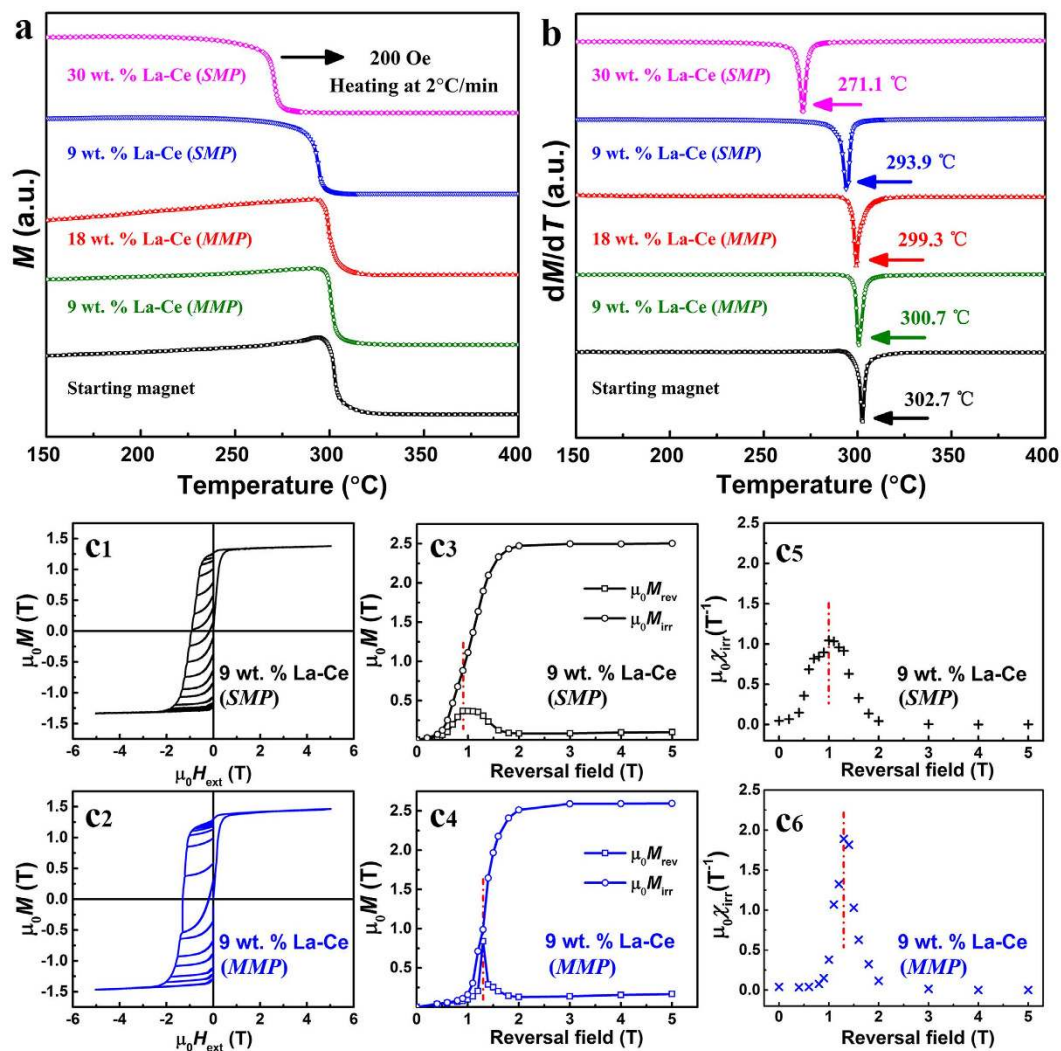 a
200 Oe
Heating at 2°C/min
30 wt. % La-Ce (SMP)
9 wt. % La-Ce (SMP)
18 wt. % La-Ce (MMP)
9 wt. % La-Ce (MMP)
Starting magnet
M (a.u.)
150 200 250 300 350 400
Temperature (°C)
b
30 wt. % La-Ce (SMP)
271.1 ℃
9 wt. % La-Ce (SMP)
293.9 ℃
18 wt. % La-Ce (MMP)
299.3 ℃
9 wt. % La-Ce (MMP)
300.7 ℃
Starting magnet
302.7 ℃
dM/dT (a.u.)
150 200 250 300 350 400
Temperature (°C)
c1
μ0M (T)
1.5
1.0
0.5
0.0
-0.5
-1.0
-1.5
9 wt. % La-Ce
(SMP)
-6 -4 -2 0 2 4 6
μ0Hext (T)
c3
μ0M (T)
2.5
2.0
1.5
1.0
0.5
μ0Mrev
μ0Mirr
9 wt. % La-Ce
(SMP)
0 1 2 3 4 5
Reversal field (T)
c5
μ0χirr(T-1)
2.5
2.0
1.5
1.0
0.5
0.0
9 wt. % La-Ce
(SMP)
0 1 2 3 4 5
Reversal field (T)
c2
μ0M (T)
1.5
1.0
0.5
0.0
-0.5
-1.0
-1.5
9 wt. % La-Ce
(MMP)
-6 -4 -2 0 2 4 6
μ0Hext (T)
c4
μ0M (T)
2.5
2.0
1.5
1.0
0.5
μ0Mrev
μ0Mirr
9 wt. % La-Ce
(MMP)
0 1 2 3 4 5
Reversal field (T)
c6
μ0χirr(T-1)
2.5
2.0
1.5
1.0
0.5
0.0
9 wt. % La-Ce
(MMP)
0 1 2 3 4 5
Reversal field (T)